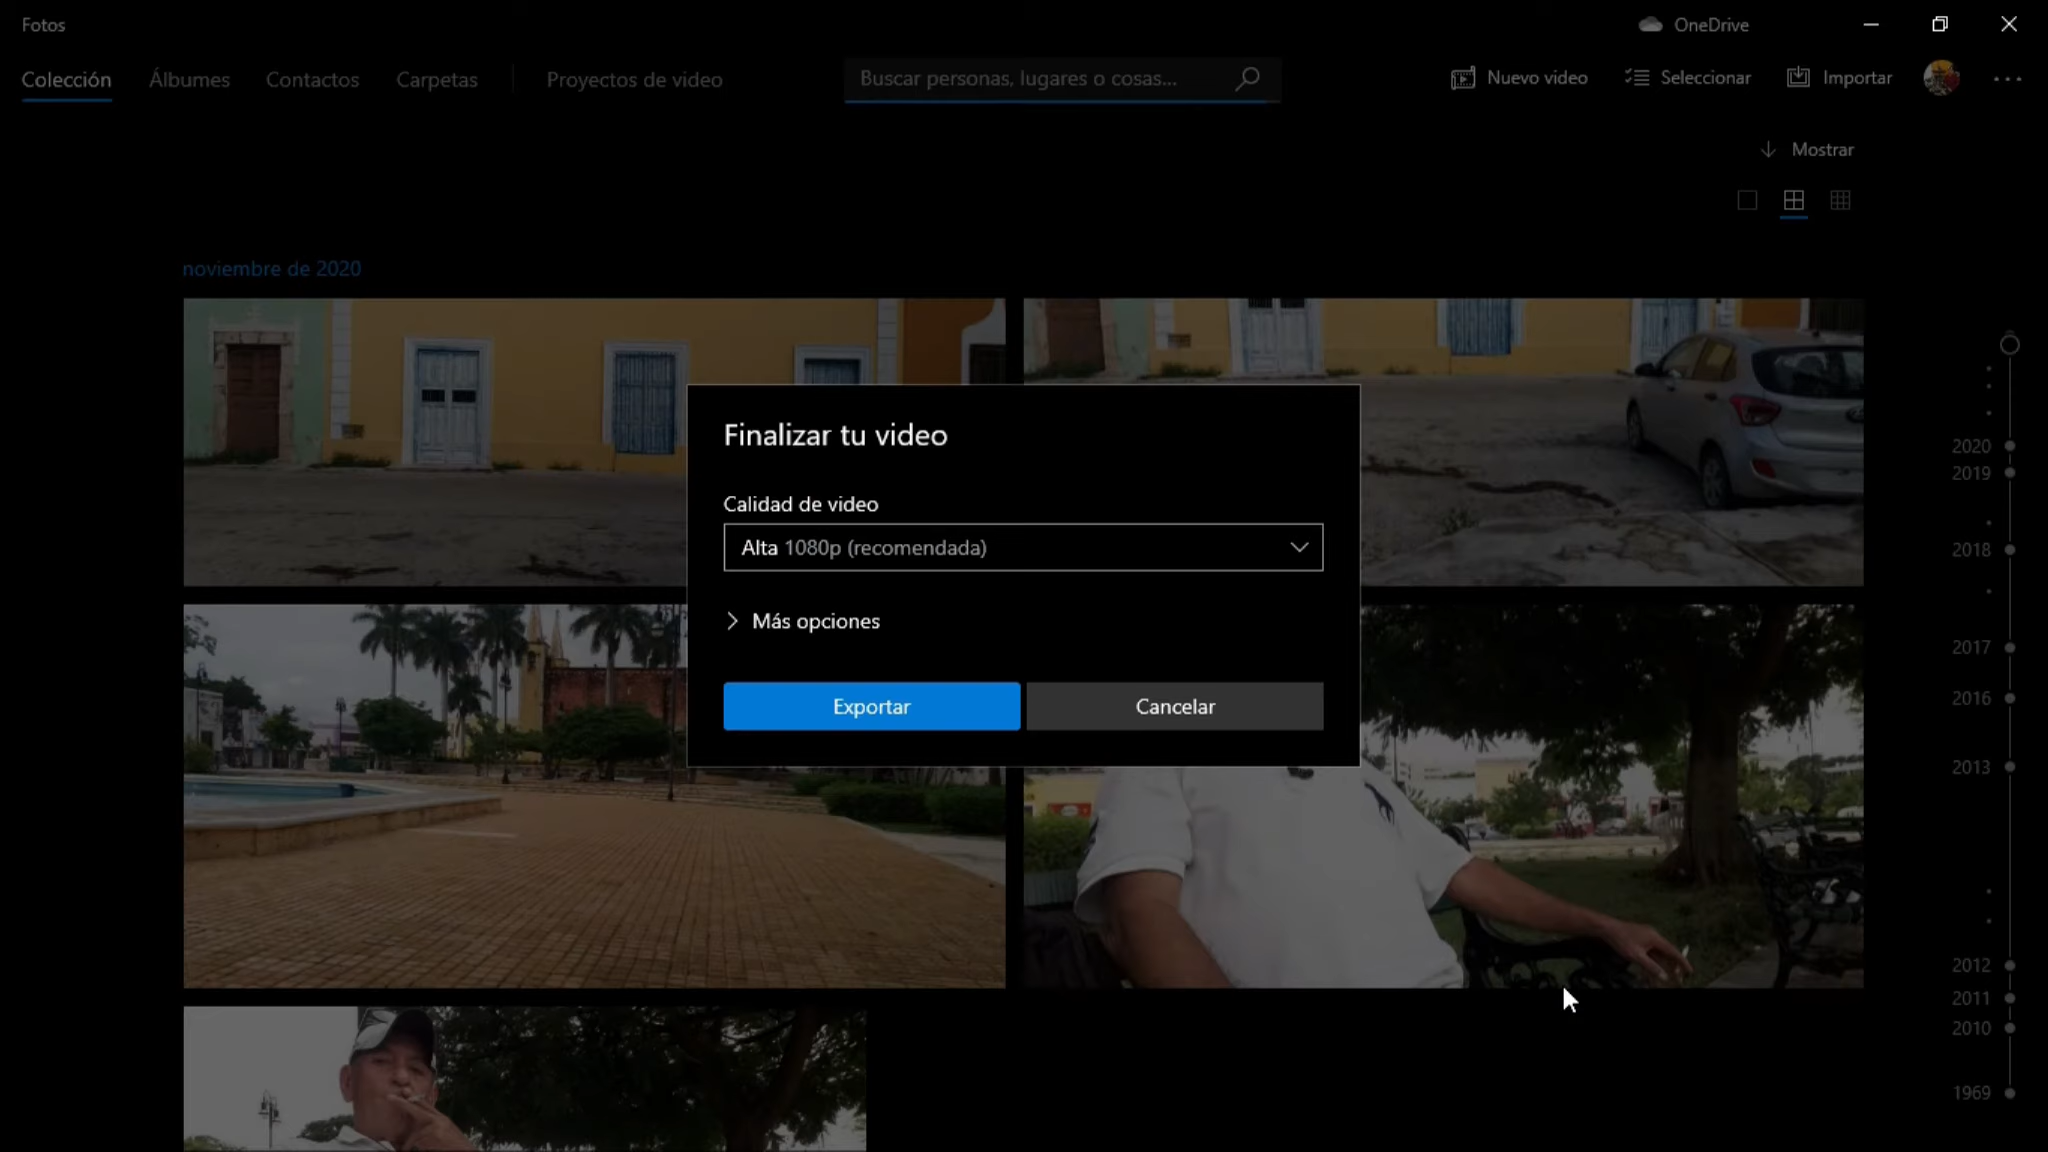 Fotos
OneDrive
Colección Álbumes Contactos Carpetas Proyectos de video
Buscar personas, lugares o cosas...
Nuevo video Seleccionar Importar
Mostrar
noviembre de 2020
Finalizar tu video
Calidad de video
Alta 1080p (recomendada)
Más opciones
Exportar Cancelar
2020
2019
2018
2017
2016
2013
2012
2011
2010
1969